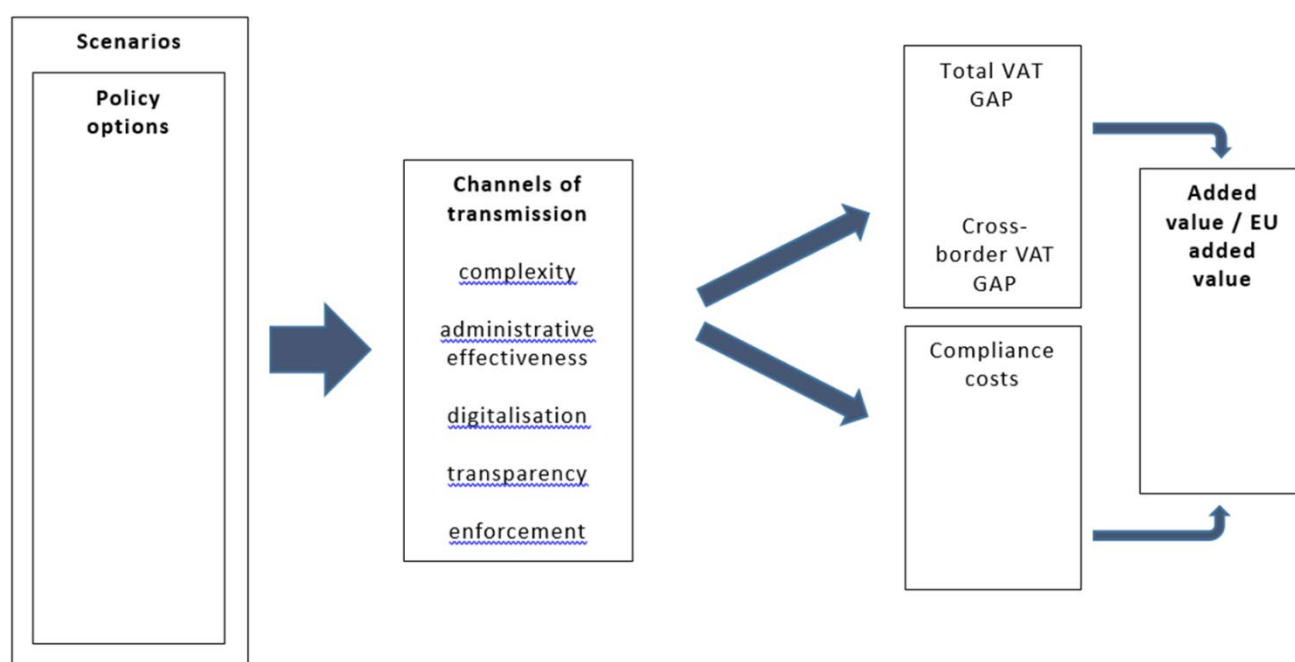 Scenarios
Policy
options
Channels of
transmission
complexity
administrative
effectiveness
digitalisation
transparency
enforcement
Total VAT
GAP
Cross-
border VAT
GAP
Compliance
costs
Added
value / EU
added
value